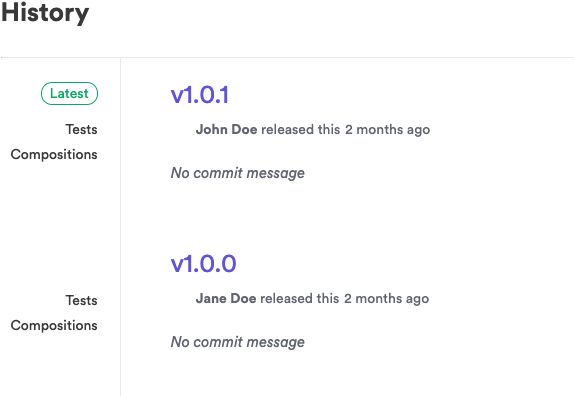 History
Latest
v1.0.1
Tests
John Doe released this 2 months ago
Compositions
No commit message
v1.0.0
Tests
Jane Doe released this 2 months ago
Compositions
No commit message